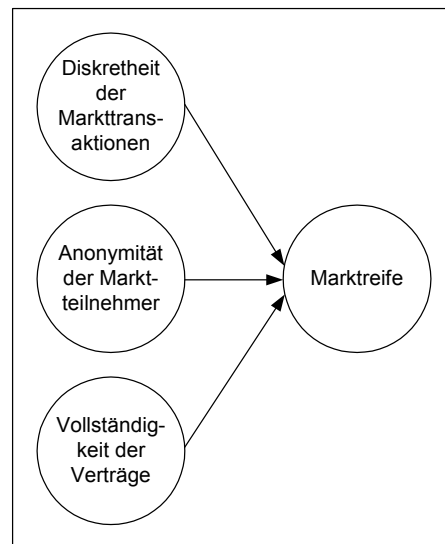 Diskretheit
der
Markttrans-
aktionen
Anonymität
der Markt-
teilnehmer
Marktreife
Vollständig-
keit der
Verträge